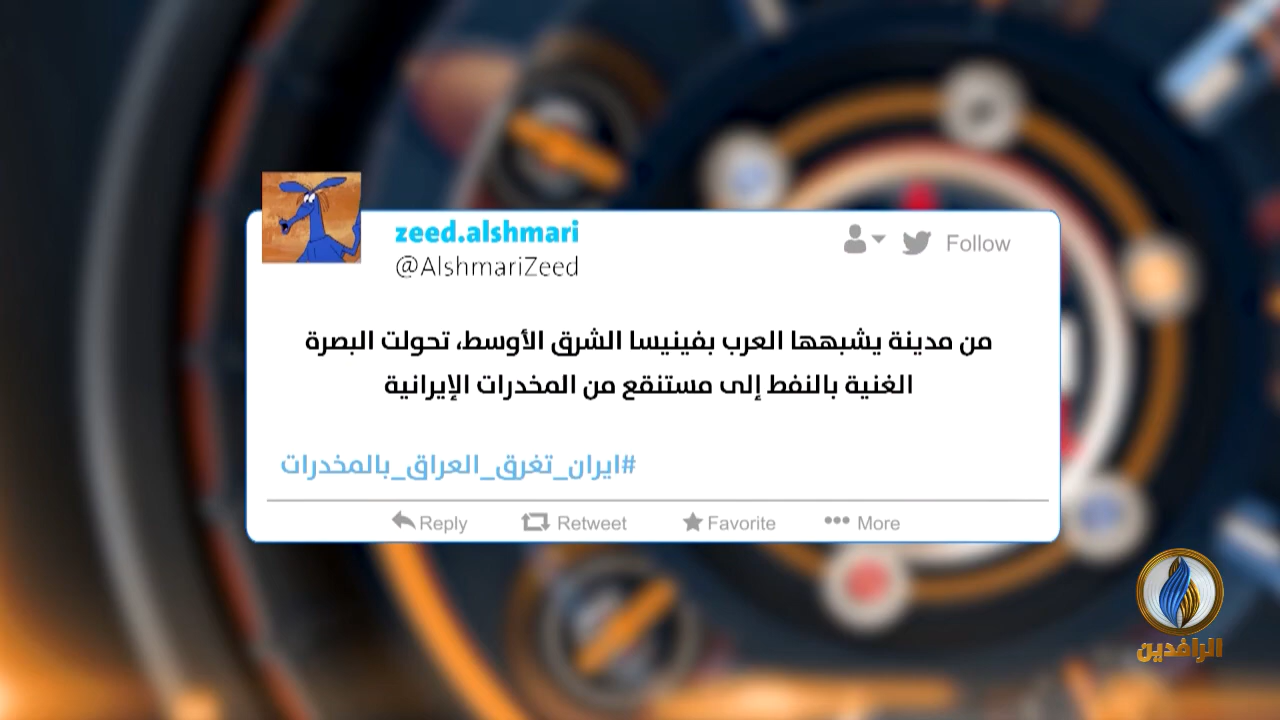 zeed.alshmari
@AlshmariZeed
Follow
من مدينة يشبهها العرب بفينيسا الشرق الأوسط، تحولت البصرة
الغنية بالنفط إلى مستنقع من المخدرات الإيرانية
#ايران_تغرق_العراق_بالمخدرات
Reply Retweet Favorite More
الرافدين